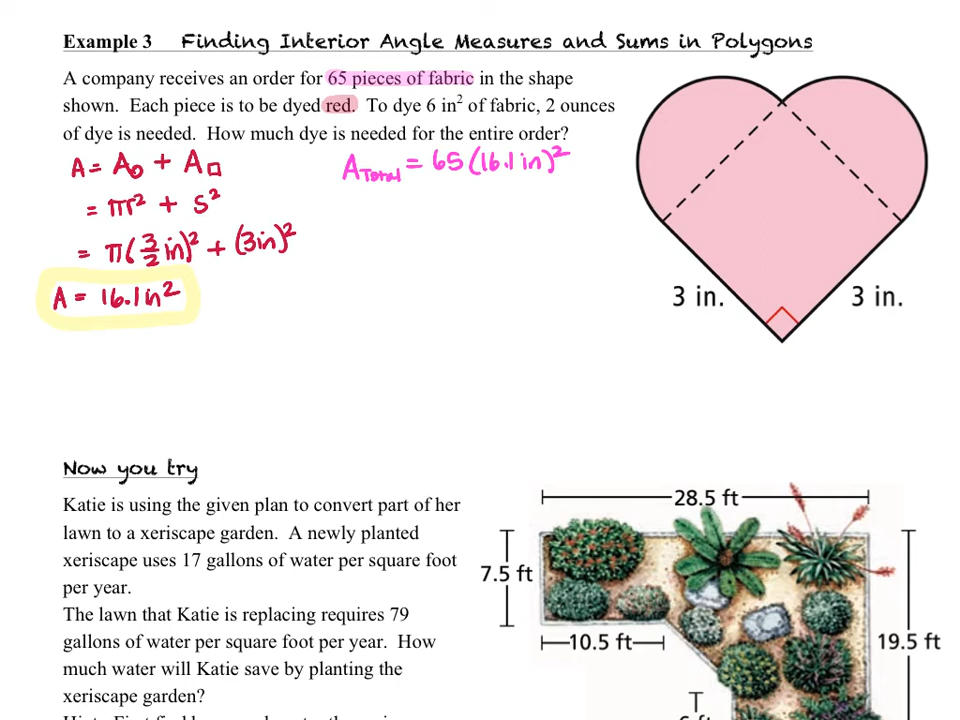 Example 3 Finding Interior Angle Measures and Sums in Polygons
A company receives an order for 65 pieces of fabric in the shape
shown. Each piece is to be dyed red. To dye 6 in² of fabric, 2 ounces
of dye is needed. How much dye is needed for the entire order?
A = A○ + A□
= πr² + s²
= π(3/2 in)² + (3in)²
A = 16.1in²
A Total = 65(16.1in)²
3 in.
3 in.
Now you try
Katie is using the given plan to convert part of her
lawn to a xeriscape garden. A newly planted
xeriscape uses 17 gallons of water per square foot
per year.
The lawn that Katie is replacing requires 79
gallons of water per square foot per year. How
much water will Katie save by planting the
xeriscape garden?
28.5 ft
7.5 ft
10.5 ft
19.5 ft